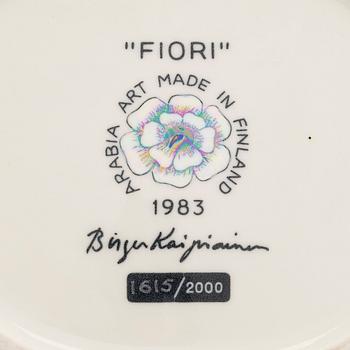 "FIORI"
ARABIA ART MADE IN FINLAND
1983
Birger Kaipiainen
1615/2000